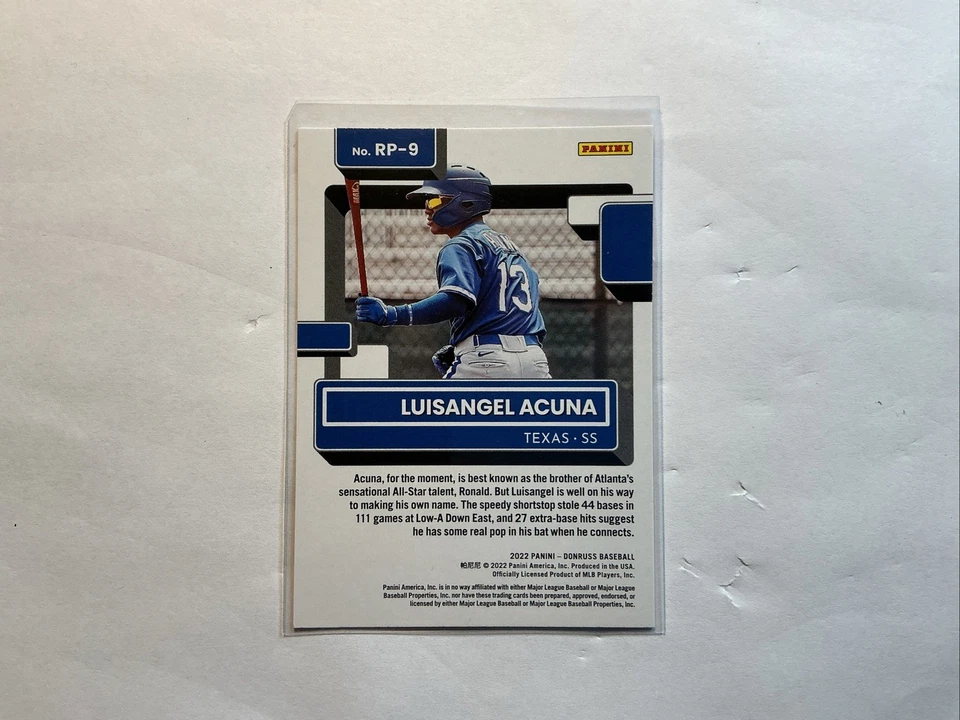 No. RP-9
PANINI
13
LUISANGEL ACUNA
TEXAS · SS
Acuna, for the moment, is best known as the brother of Atlanta's
sensational All-Star talent, Ronald. But Luisangel is well on his way
to making his own name. The speedy shortstop stole 44 bases in
111 games at Low-A Down East, and 27 extra-base hits suggest
he has some real pop in his bat when he connects.
2022 PANINI – DONRUSS BASEBALL
帕尼尼 © 2022 Panini America, Inc. Produced in the USA.
Officially Licensed Product of MLB Players, Inc.
Panini America, Inc. is in no way affiliated with either Major League Baseball or Major League
Baseball Properties, Inc. nor have these trading cards been prepared, approved, endorsed, or
licensed by either Major League Baseball or Major League Baseball Properties, Inc.